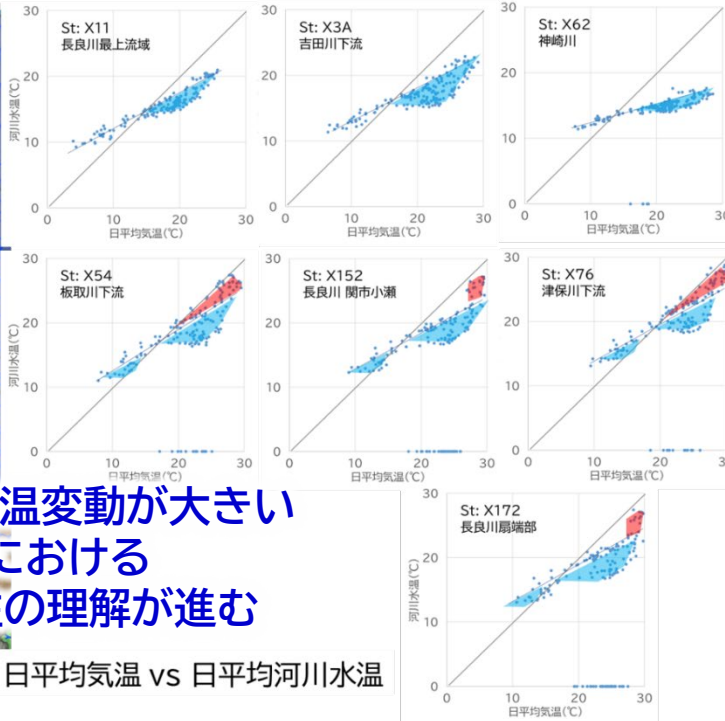 St: X11
長良川最上流域
30
20
10
0
0
10
20
30
河川水温(℃)
日平均気温(℃)
St: X3A
吉田川下流
30
20
10
0
0
10
20
30
日平均気温(℃)
St: X62
神崎川
30
20
10
0
0
10
20
30
日平均気温(℃)
St: X54
板取川下流
30
20
10
0
0
10
20
30
河川水温(℃)
日平均気温(℃)
St: X152
長良川 関市小瀬
30
20
10
0
0
10
20
30
日平均気温(℃)
St: X76
津保川下流
30
20
10
0
0
10
20
日平均気温(℃)
温変動が大きい
における
の理解が進む
St: X172
長良川扇端部
30
20
10
0
0
10
20
30
河川水温(℃)
日平均気温(℃)
日平均気温 vs 日平均河川水温